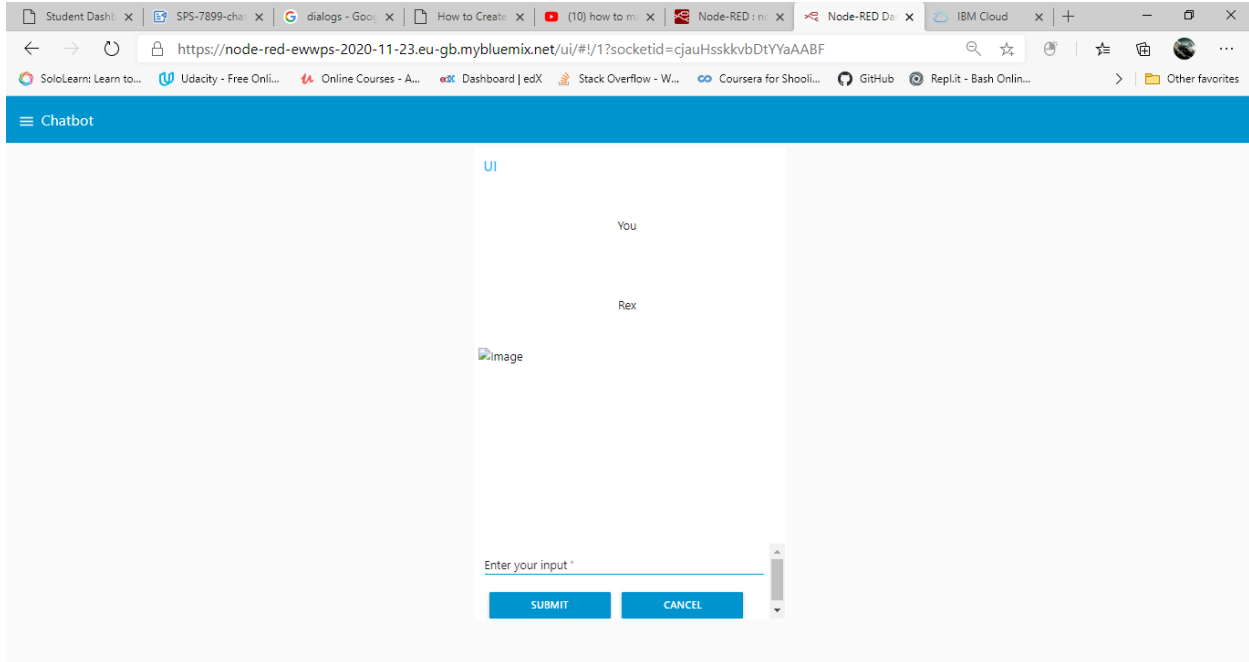 Student Dashb SPS-7899-chat dialogs - Goog How to Create (10) how to m Node-RED : no Node-RED Da IBM Cloud
https://node-red-ewwps-2020-11-23.eu-gb.mybluemix.net/ui/#!/1?socketid=cjauHsskkvbDtYYaAABF
SoloLearn: Learn to... Udacity - Free Onli... Online Courses - A... edX Dashboard | edX Stack Overflow - W... Coursera for Shooli... GitHub Repl.it - Bash Onlin... Other favorites
Chatbot
UI
You
Rex
Image
Enter your input *
SUBMIT CANCEL